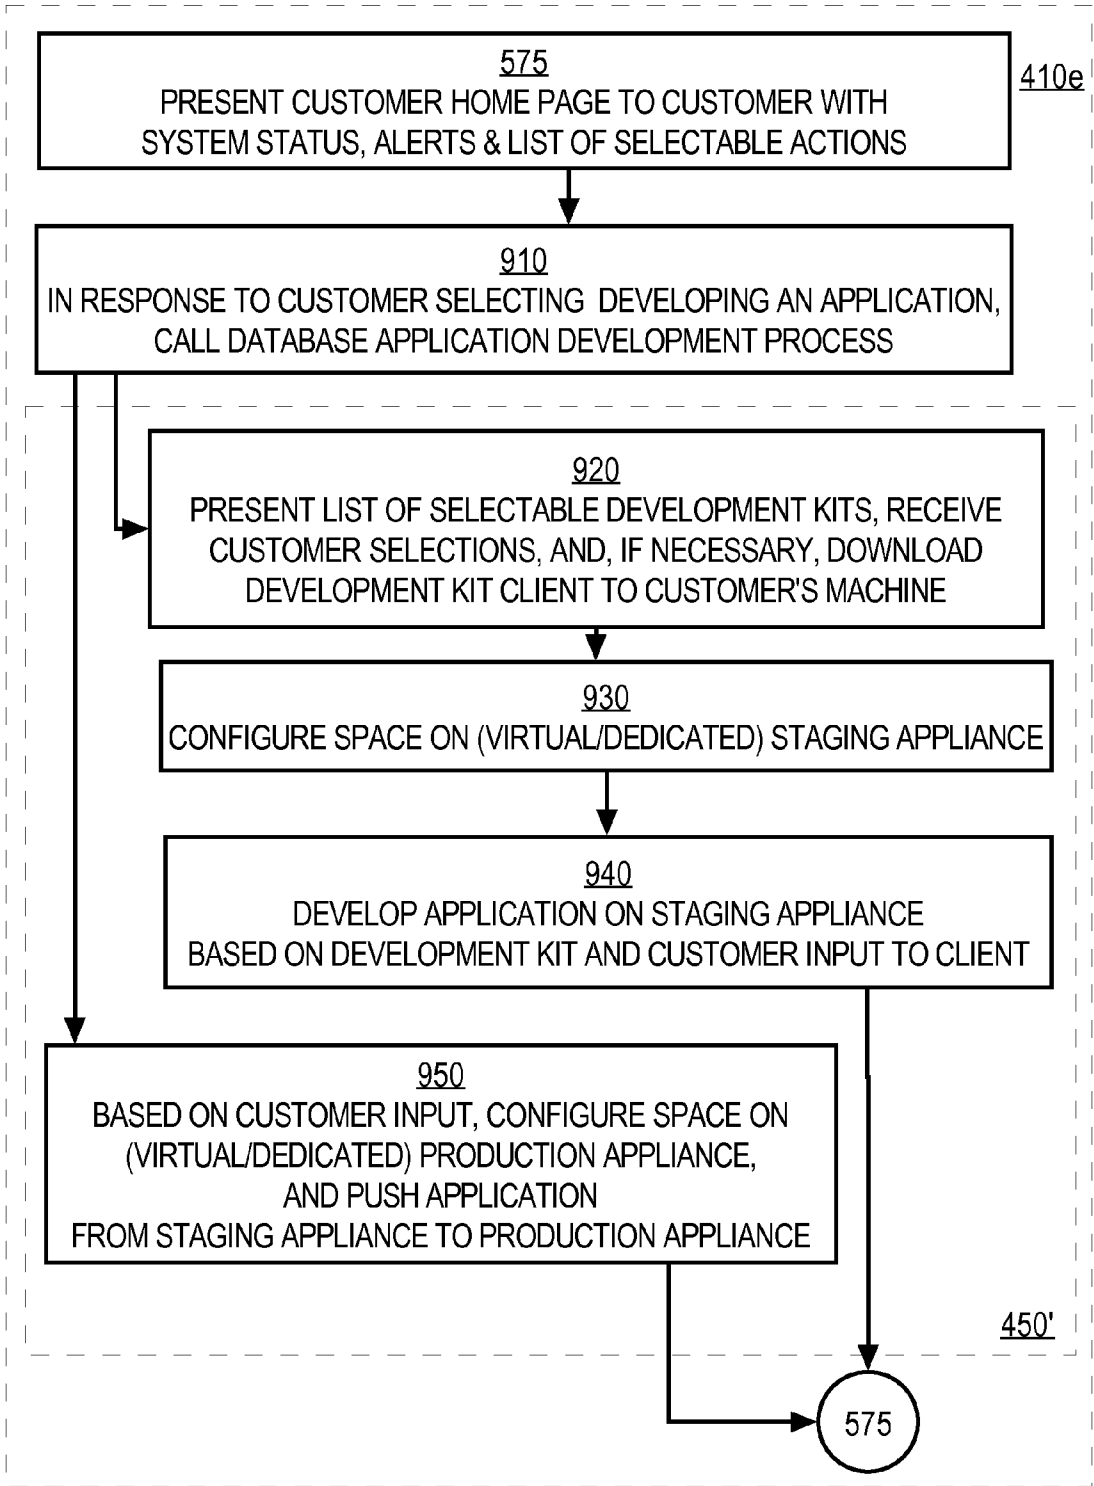 575
PRESENT CUSTOMER HOME PAGE TO CUSTOMER WITH
SYSTEM STATUS, ALERTS & LIST OF SELECTABLE ACTIONS
410e
910
IN RESPONSE TO CUSTOMER SELECTING DEVELOPING AN APPLICATION,
CALL DATABASE APPLICATION DEVELOPMENT PROCESS
920
PRESENT LIST OF SELECTABLE DEVELOPMENT KITS, RECEIVE
CUSTOMER SELECTIONS, AND, IF NECESSARY, DOWNLOAD
DEVELOPMENT KIT CLIENT TO CUSTOMER'S MACHINE
930
CONFIGURE SPACE ON (VIRTUAL/DEDICATED) STAGING APPLIANCE
940
DEVELOP APPLICATION ON STAGING APPLIANCE
BASED ON DEVELOPMENT KIT AND CUSTOMER INPUT TO CLIENT
950
BASED ON CUSTOMER INPUT, CONFIGURE SPACE ON
(VIRTUAL/DEDICATED) PRODUCTION APPLIANCE,
AND PUSH APPLICATION
FROM STAGING APPLIANCE TO PRODUCTION APPLIANCE
450'
575